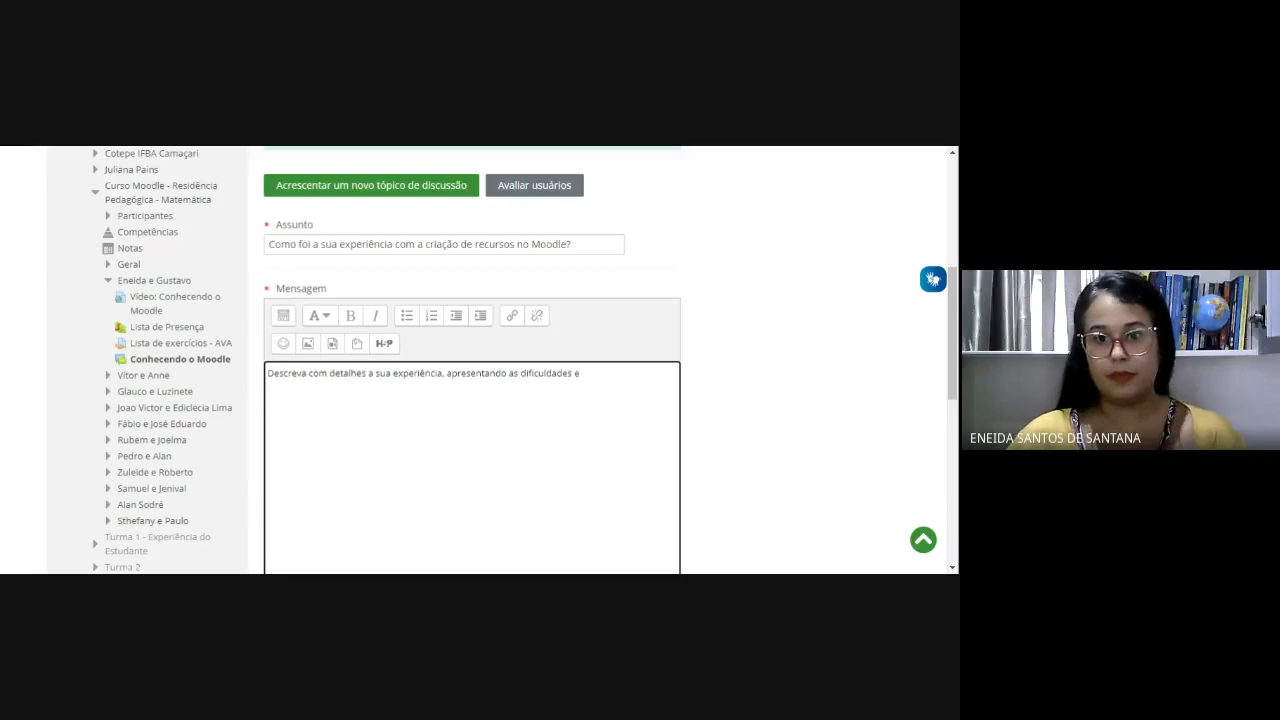 Cotepe IFBA Camaçari
Juliana Pains
Curso Moodle - Residência
Pedagógica - Matemática
Participantes
Competências
Notas
Geral
Eneida e Gustavo
Vídeo: Conhecendo o
Moodle
Lista de Presença
Lista de exercícios - AVA
Conhecendo o Moodle
Vítor e Anne
Glauco e Luzinete
Joao Victor e Ediclecia Lima
Fábio e José Eduardo
Rubem e Joelma
Pedro e Alan
Zuleide e Roberto
Samuel e Jenival
Alan Sodré
Sthefany e Paulo
Turma 1 - Experiência do
Estudante
Turma 2
Acrescentar um novo tópico de discussão
Avaliar usuários
* Assunto
Como foi a sua experiência com a criação de recursos no Moodle?
* Mensagem
A B I
H-P
Descreva com detalhes a sua experiência, apresentando as dificuldades e
ENEIDA SANTOS DE SANTANA